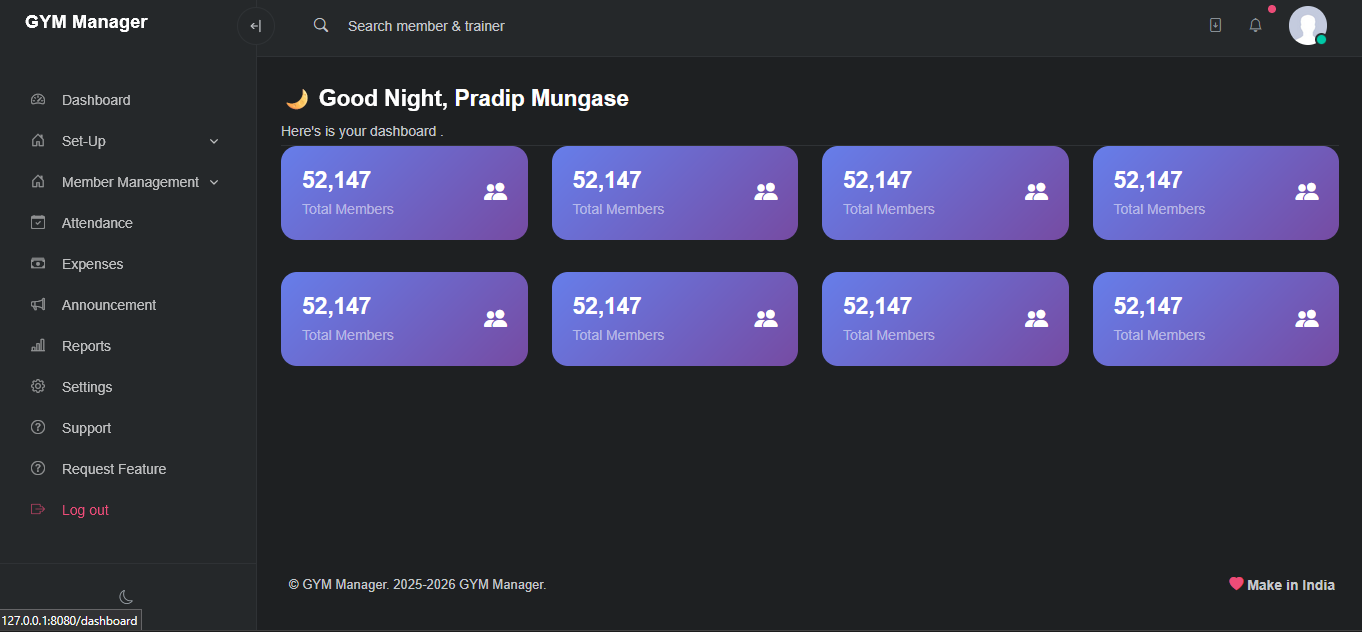 GYM Manager
Search member & trainer
Dashboard
Set-Up
Member Management
Attendance
Expenses
Announcement
Reports
Settings
Support
Request Feature
Log out
Good Night, Pradip Mungase
Here's is your dashboard .
52,147
Total Members
52,147
Total Members
52,147
Total Members
52,147
Total Members
52,147
Total Members
52,147
Total Members
52,147
Total Members
52,147
Total Members
© GYM Manager. 2025-2026 GYM Manager.
Make in India
127.0.0.1:8080/dashboard